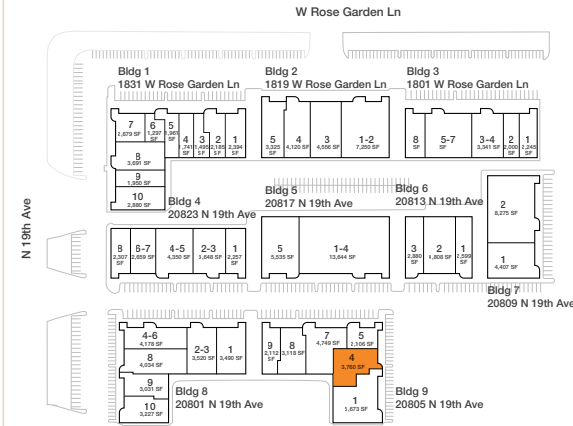 W Rose Garden Ln
Bldg 1
1831 W Rose Garden Ln
Bldg 2
1819 W Rose Garden Ln
Bldg 3
1801 W Rose Garden Ln
7
2,679 SF
6
1,297
SF
5
1,961
SF
4
1,741
SF
3
1,495
SF
2
2,185
SF
1
2,394
SF
8
3,691 SF
9
1,950 SF
10
2,880 SF
5
3,325
SF
4
4,120 SF
3
4,556 SF
1-2
7,250 SF
8
SF
5-7
SF
3-4
3,341 SF
2
2,000
SF
1
2,245
SF
N 19th Ave
Bldg 4
20823 N 19th Ave
Bldg 5
20817 N 19th Ave
Bldg 6
20813 N 19th Ave
2
8,275 SF
1
4,407 SF
Bldg 7
20809 N 19th Ave
8
2,307
SF
6-7
2,659 SF
4-5
4,350 SF
2-3
3,648 SF
1
2,257
SF
5
5,535 SF
1-4
13,644 SF
3
2,880
SF
2
4,808 SF
1
2,599
SF
4-6
4,178 SF
8
4,034 SF
9
3,031 SF
10
3,227 SF
2-3
3,520 SF
1
3,490 SF
Bldg 8
20801 N 19th Ave
9
2,112
SF
8
3,118 SF
7
4,749 SF
5
2,106 SF
4
3,760 SF
1
5,673 SF
Bldg 9
20805 N 19th Ave